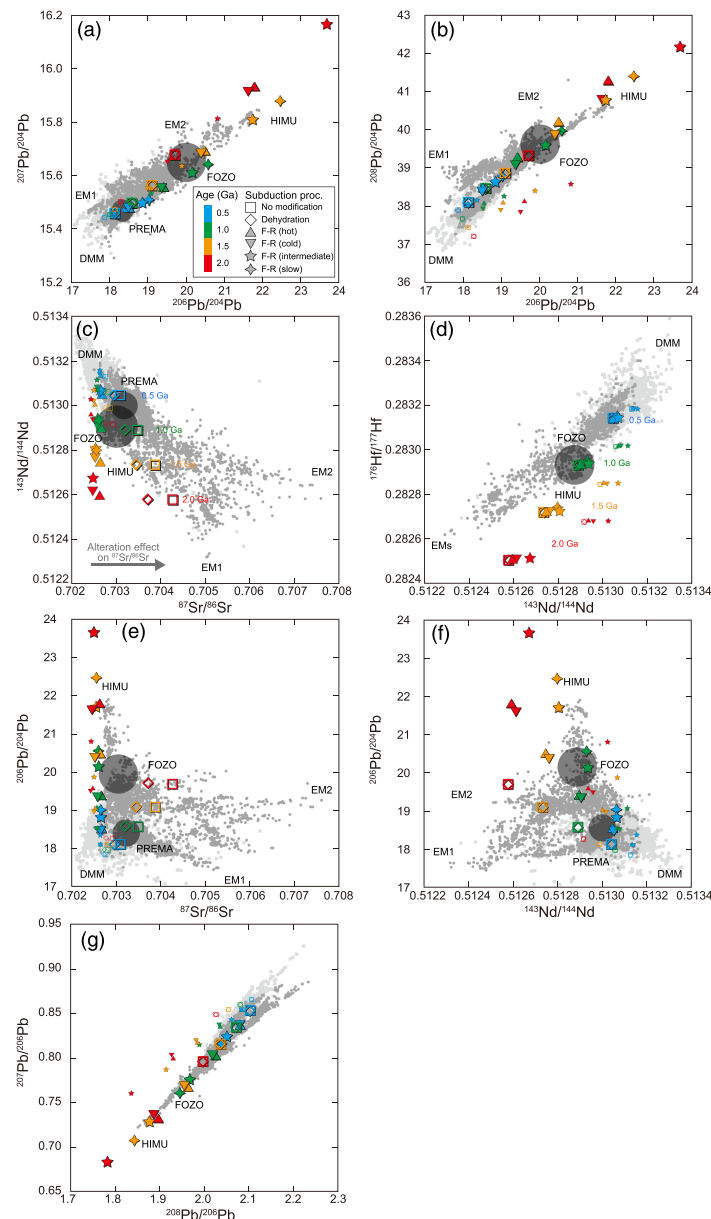 (a)
16.2
16.0
15.8
15.6
15.4
15.2
207Pb/204Pb
EM2
HIMU
FOZO
EM1
PREMA
DMM
Age (Ga)
0.5
1.0
1.5
2.0
Subduction proc.
No modification
Dehydration
F-R (hot)
F-R (cold)
F-R (intermediate)
F-R (slow)
17 18 19 20 21 22 23 24
206Pb/204Pb
(b)
43
42
41
40
39
38
37
36
208Pb/204Pb
EM2
HIMU
EM1
FOZO
DMM
17 18 19 20 21 22 23 24
206Pb/204Pb
(c)
0.5134
0.5132
0.5130
0.5128
0.5126
0.5124
0.5122
143Nd/144Nd
DMM
PREMA
0.5 Ga
1.0 Ga
FOZO
HIMU
EM2
2.0 Ga
Alteration effect
on 87Sr/86Sr
EM1
0.702 0.703 0.704 0.705 0.706 0.707 0.708
87Sr/86Sr
(d)
0.2836
0.2834
0.2832
0.2830
0.2828
0.2826
0.2824
176Hf/177Hf
DMM
0.5 Ga
FOZO
1.0 Ga
HIMU
1.5 Ga
2.0 Ga
EMs
0.5122 0.5124 0.5126 0.5128 0.5130 0.5132 0.5134
143Nd/144Nd
(e)
24
23
22
21
20
19
18
17
206Pb/204Pb
HIMU
FOZO
EM2
PREMA
DMM
EM1
0.702 0.703 0.704 0.705 0.706 0.707 0.708
87Sr/86Sr
(f)
24
23
22
21
20
19
18
17
206Pb/204Pb
HIMU
FOZO
EM2
EM1
PREMA
DMM
0.5122 0.5124 0.5126 0.5128 0.5130 0.5132 0.5134
143Nd/144Nd
(g)
0.95
0.90
0.85
0.80
0.75
0.70
0.65
207Pb/206Pb
FOZO
HIMU
1.7 1.8 1.9 2.0 2.1 2.2 2.3
208Pb/206Pb